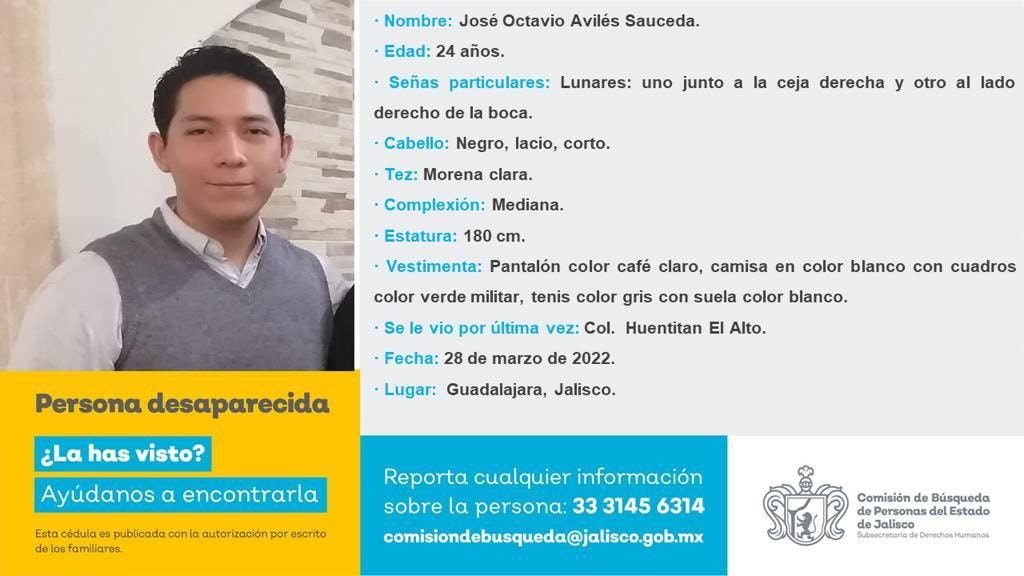 · Nombre: José Octavio Avilés Sauceda.
· Edad: 24 años.
· Señas particulares: Lunares: uno junto a la ceja derecha y otro al lado
derecho de la boca.
· Cabello: Negro, lacio, corto.
· Tez: Morena clara.
· Complexión: Mediana.
· Estatura: 180 cm.
· Vestimenta: Pantalón color café claro, camisa en color blanco con cuadros
color verde militar, tenis color gris con suela color blanco.
· Se le vio por última vez: Col. Huentitan El Alto.
· Fecha: 28 de marzo de 2022.
· Lugar: Guadalajara, Jalisco.
Persona desaparecida
¿La has visto?
Ayúdanos a encontrarla
Esta cédula es publicada con la autorización por escrito
de los familiares.
Reporta cualquier información
sobre la persona: 33 3145 6314
comisiondebusqueda@jalisco.gob.mx
Comisión de Búsqueda
de Personas del Estado
de Jalisco
Subsecretaría de Derechos Humanos